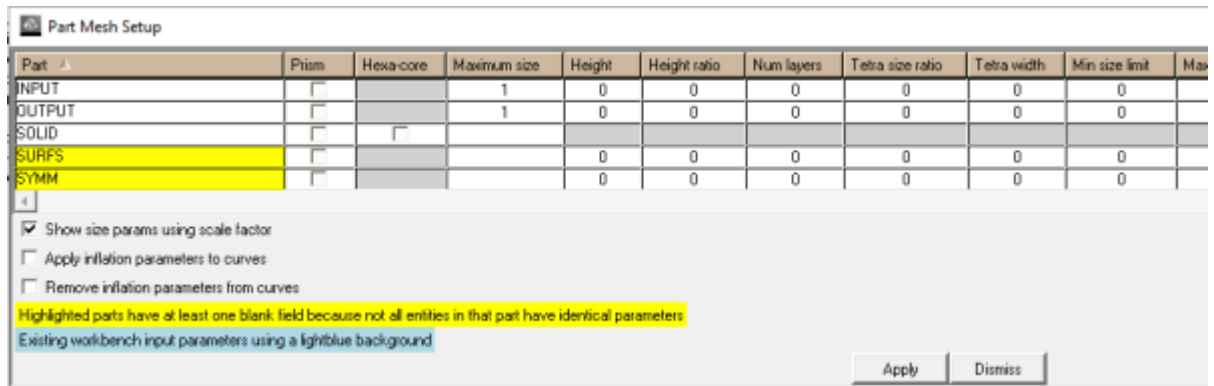 Part Mesh Setup
Part Prism Hexa-core Maximum size Height Height ratio Num layers Tetra size ratio Tetra width Min size limit Max
INPUT 1 0 0 0 0 0 0
OUTPUT 1 0 0 0 0 0 0
SOLID
SURFS 0 0 0 0 0 0
SYMM 0 0 0 0 0 0
Show size params using scale factor
Apply inflation parameters to curves
Remove inflation parameters from curves
Highlighted parts have at least one blank field because not all entities in that part have identical parameters
Existing workbench input parameters using a lightblue background
Apply Dismiss